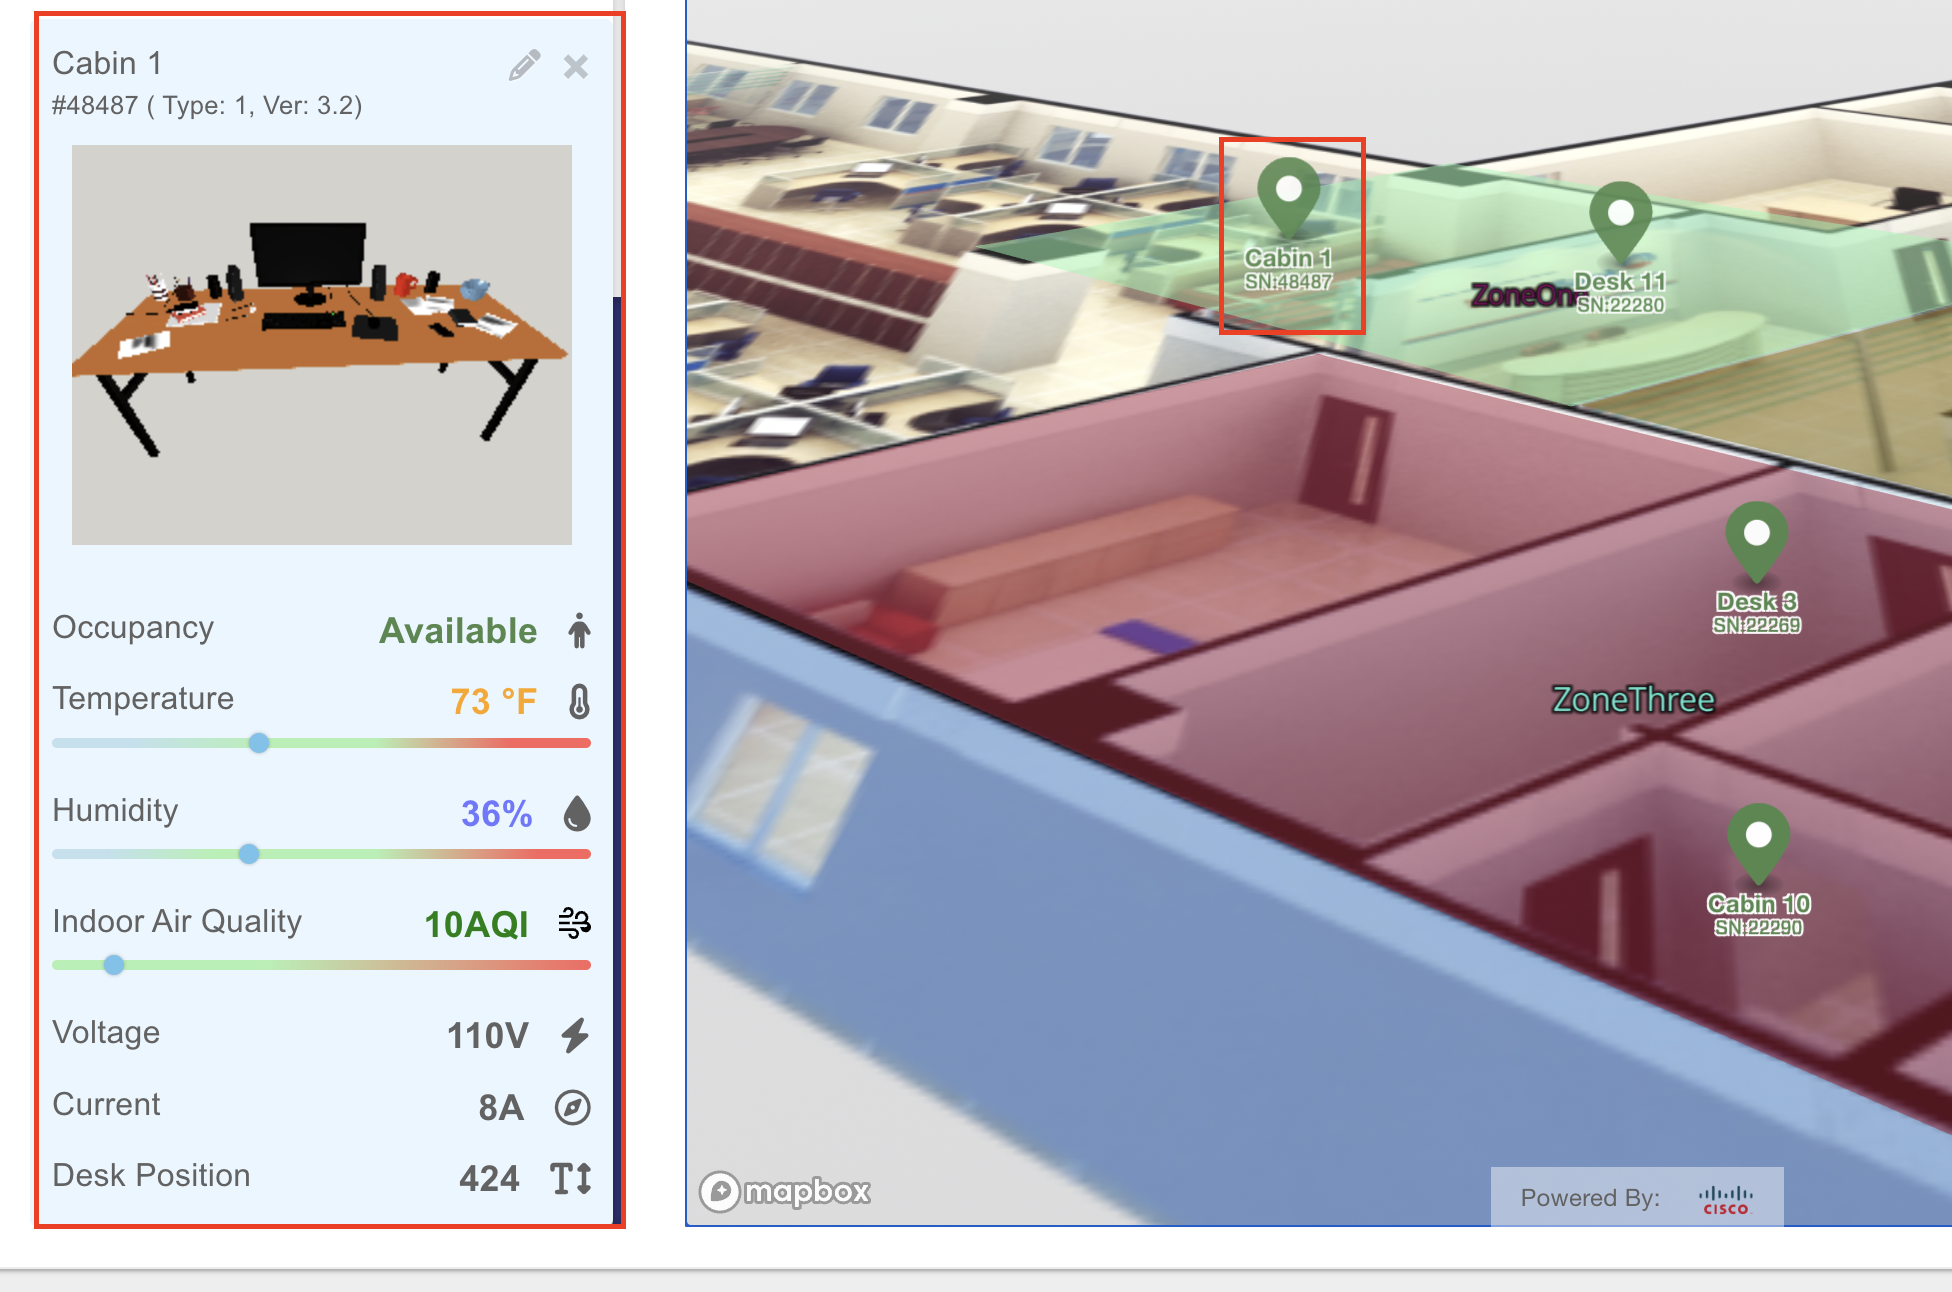 Cabin 1
#48487 ( Type: 1, Ver: 3.2)
Occupancy Available
Temperature 73 °F
Humidity 36%
Indoor Air Quality 10AQI
Voltage 110V
Current 8A
Desk Position 424
Cabin 1
SN:48487
Desk 11
SN:22280
ZoneOne
Desk 3
SN:22269
ZoneThree
Cabin 10
SN:22290
mapbox
Powered By: CISCO